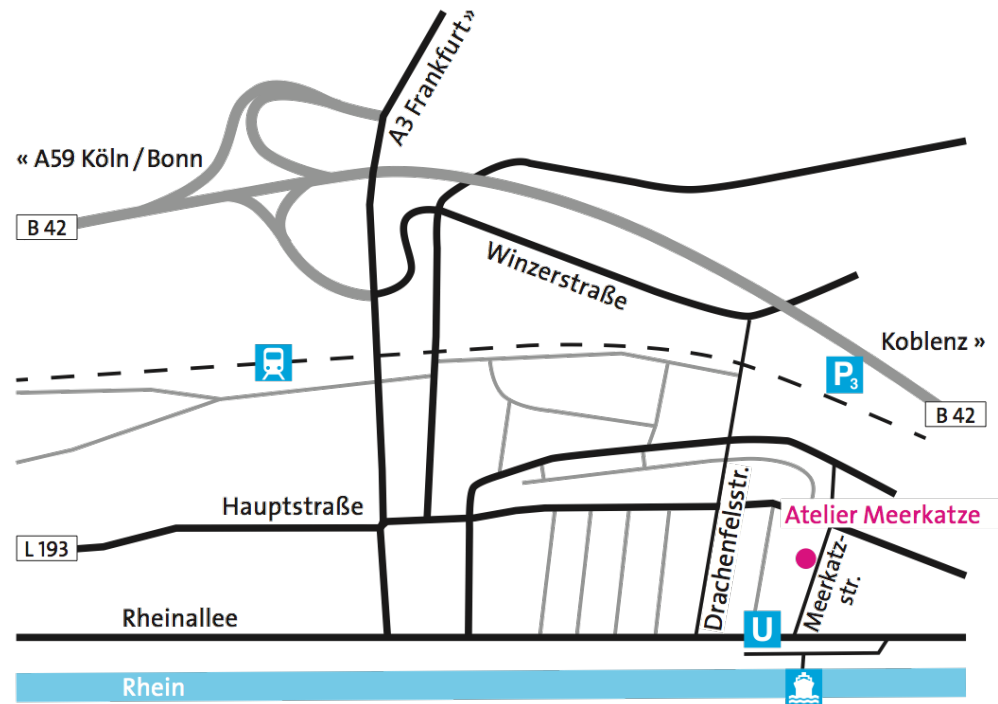 A3 Frankfurt »
« A59 Köln / Bonn
B 42
Winzerstraße
Koblenz »
P3
B 42
Hauptstraße
Drachenfelsstr.
Atelier Meerkatze
L 193
Meerkatz-
str.
Rheinallee
U
Rhein